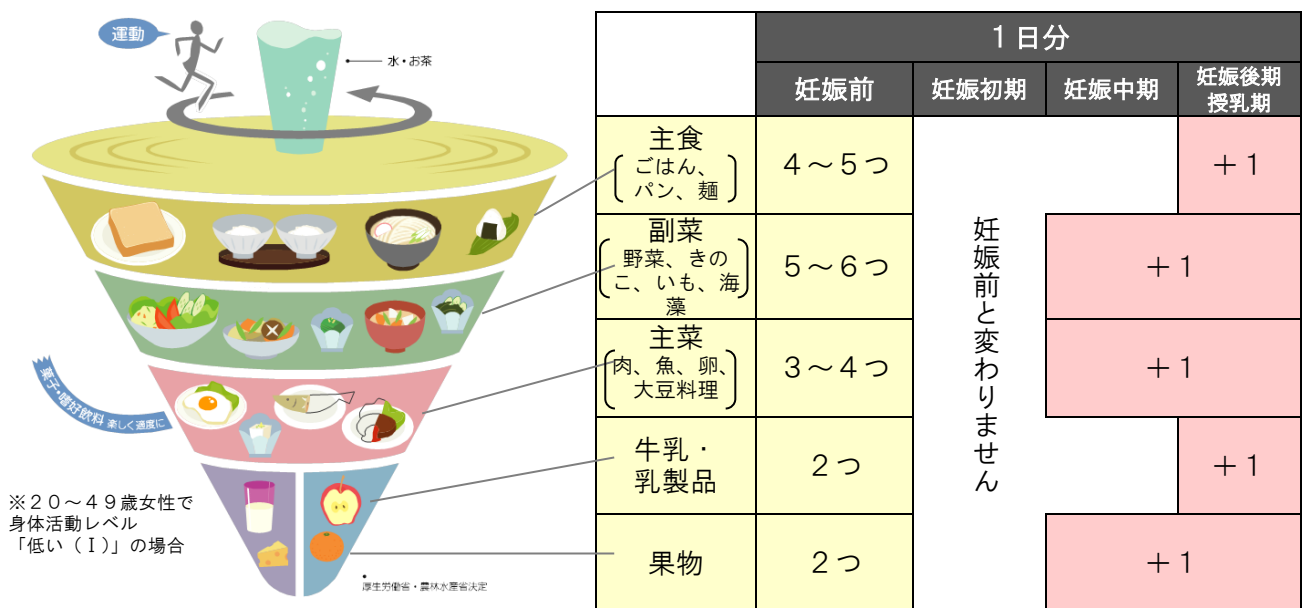 運動
水・お茶
菓子・嗜好飲料 楽しく適度に
※20~49歳女性で
身体活動レベル
「低い(Ⅰ)」の場合
厚生労働省・農林水産省決定
1日分
妊娠前
妊娠初期
妊娠中期
妊娠後期
授乳期
主食
ごはん、
パン、麺
4~5つ
+1
副菜
野菜、きの
こ、いも、海
藻
5~6つ
+1
主菜
肉、魚、卵、
大豆料理
3~4つ
+1
牛乳・
乳製品
2つ
+1
果物
2つ
+1
妊娠前と変わりません